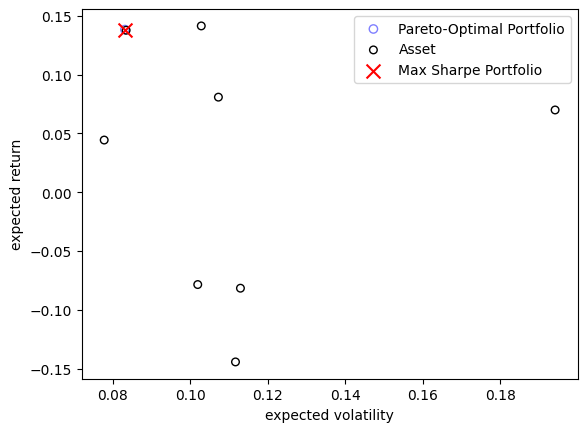 0.15
0.10
0.05
0.00
−0.05
−0.10
−0.15
expected return
Pareto-Optimal Portfolio
Asset
Max Sharpe Portfolio
0.08 0.10 0.12 0.14 0.16 0.18
expected volatility